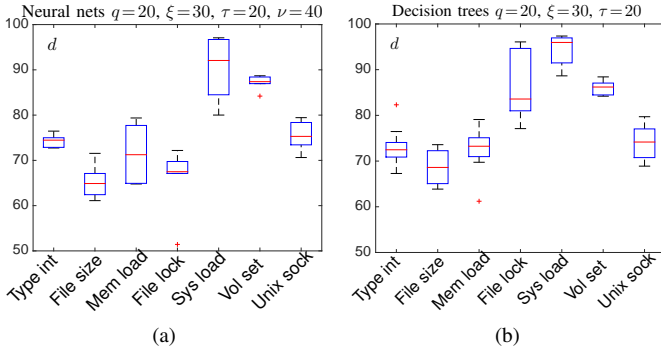 Neural nets q=20, ξ=30, τ=20, ν=40
d
100
90
80
70
60
50
Type int
File size
Mem load
File lock
Sys load
Vol set
Unix sock
(a)
Decision trees q=20, ξ=30, τ=20
d
100
90
80
70
60
50
Type int
File size
Mem load
File lock
Sys load
Vol set
Unix sock
(b)